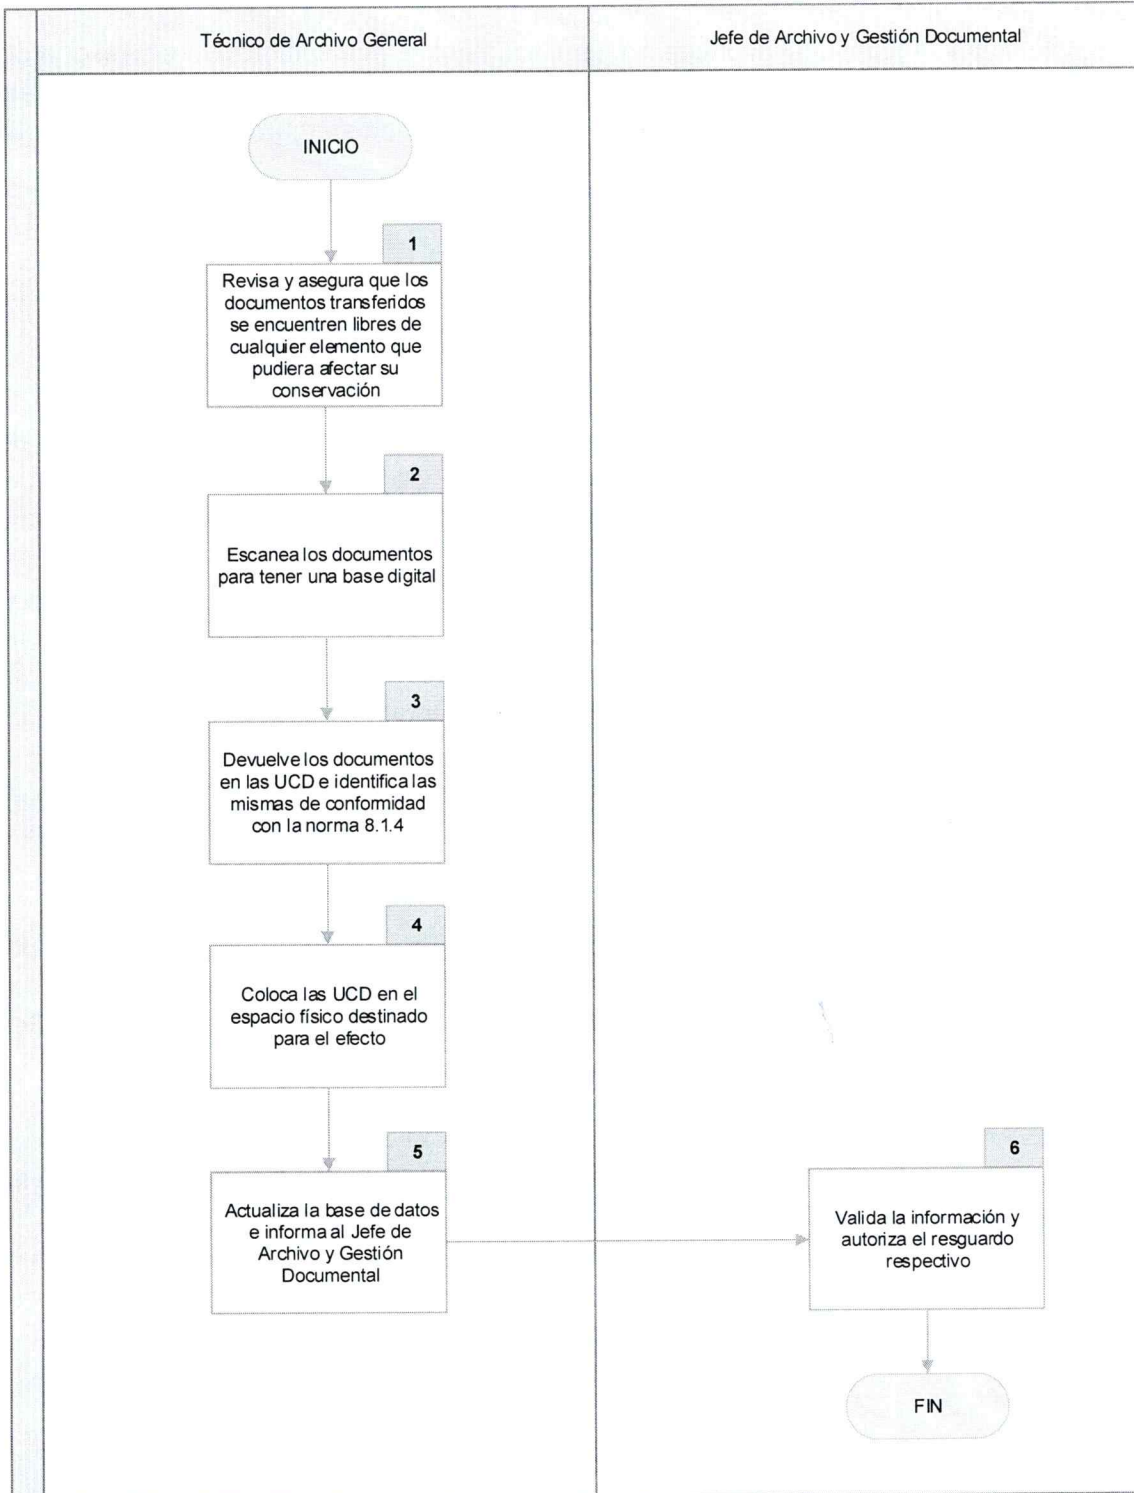 Técnico de Archivo General
Jefe de Archivo y Gestión Documental
INICIO
1
Revisa y asegura que los
documentos transferidos
se encuentren libres de
cualquier elemento que
pudiera afectar su
conservación
2
Escanea los documentos
para tener una base digital
3
Devuelve los documentos
en las UCD e identifica las
mismas de conformidad
con la norma 8.1.4
4
Coloca las UCD en el
espacio físico destinado
para el efecto
5
Actualiza la base de datos
e informa al Jefe de
Archivo y Gestión
Documental
6
Valida la información y
autoriza el resguardo
respectivo
FIN